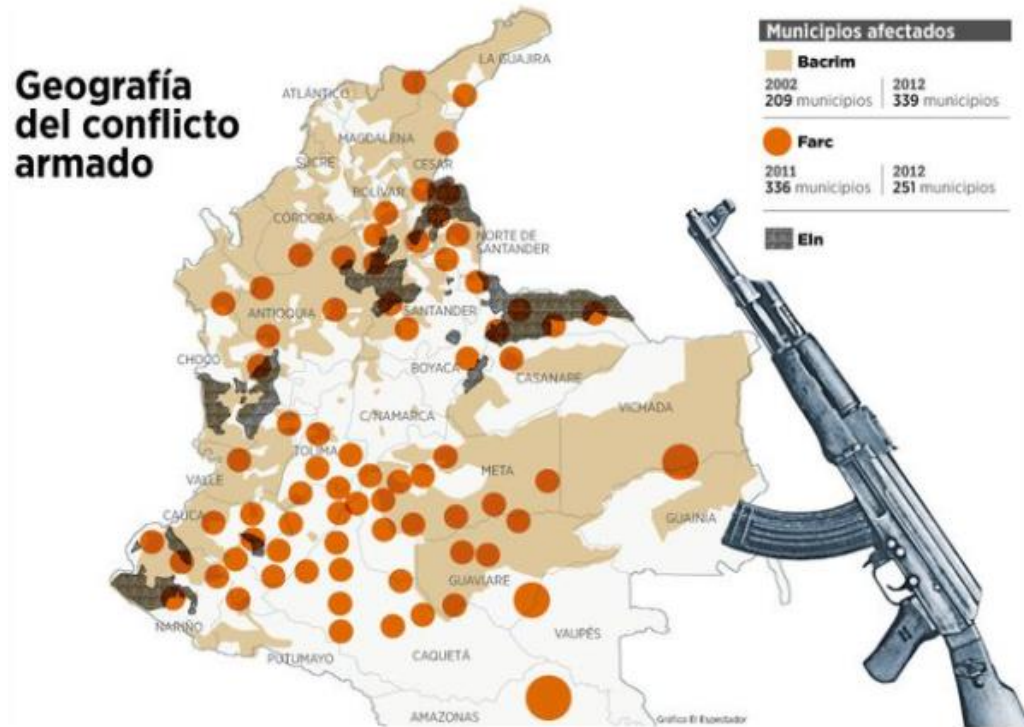 Geografía
del conflicto
armado
Municipios afectados
Bacrim
2002 2012
209 municipios 339 municipios
Farc
2011 2012
336 municipios 251 municipios
Eln
LA GUAJIRA
ATLÁNTICO
MAGDALENA
SUCRE
CESAR
BOLÍVAR
CÓRDOBA
NORTE DE
SANTANDER
ANTIOQUIA
SANTANDER
CHOCÓ
BOYACÁ
CASANARE
C/NAMARCA
VICHADA
TOLIMA
META
VALLE
CAUCA
GUAINIA
GUAVIARE
NARIÑO
VAUPÉS
PUTUMAYO
CAQUETÁ
AMAZONAS
Gráfica El Espectador